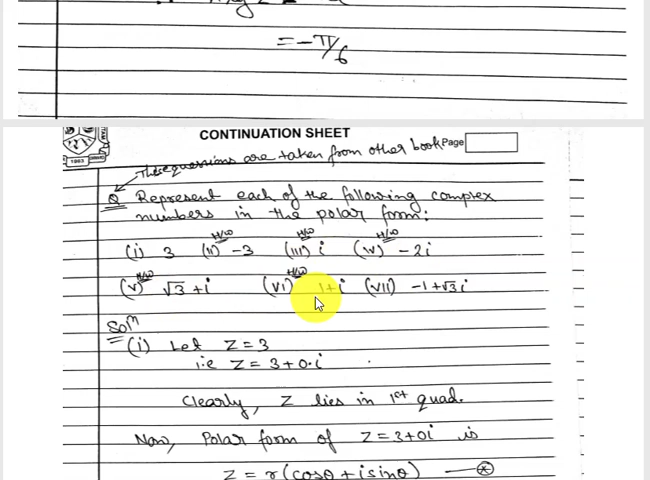 = -π/6
CONTINUATION SHEET Page
These questions are taken from other book
Q Represent each of the following complex
numbers in the polar form:
H/W H/W H/W
(i) 3 (ii) -3 (iii) i (iv) -2i
H/W H/W
(v) √3+i (vi) 1+i (vii) -1+√3i
Solⁿ
(i) Let z=3
i.e z=3+0.i
Clearly, z lies in 1st quad.
Now, Polar form of z=3+0i is
z=r(cosθ+isinθ) —⊛